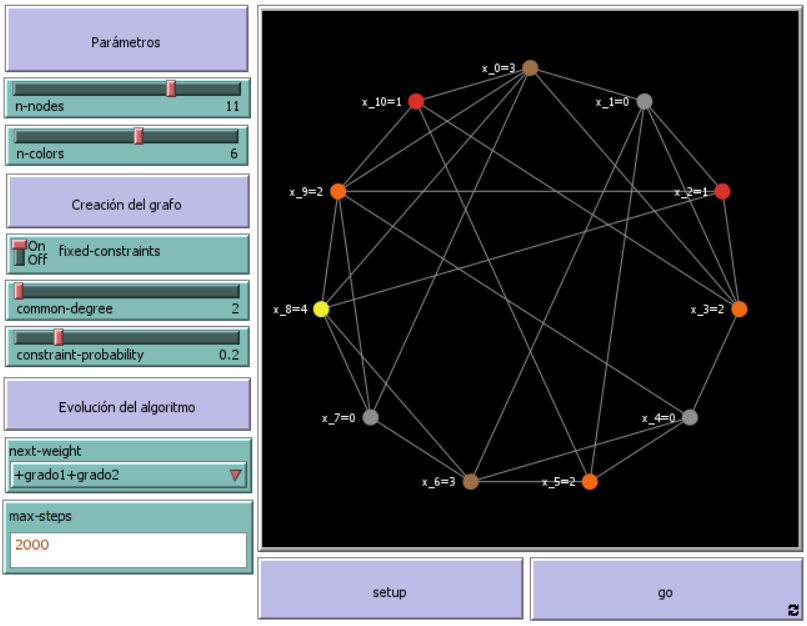 Parámetros
n-nodes 11
n-colors 6
Creación del grafo
On
Off
fixed-constraints
common-degree 2
constraint-probability 0.2
Evolución del algoritmo
next-weight
+grado1+grado2
max-steps
2000
x_0=3
x_10=1
x_1=0
x_9=2
x_2=1
x_8=4
x_3=2
x_7=0
x_4=0
x_6=3
x_5=2
setup
go